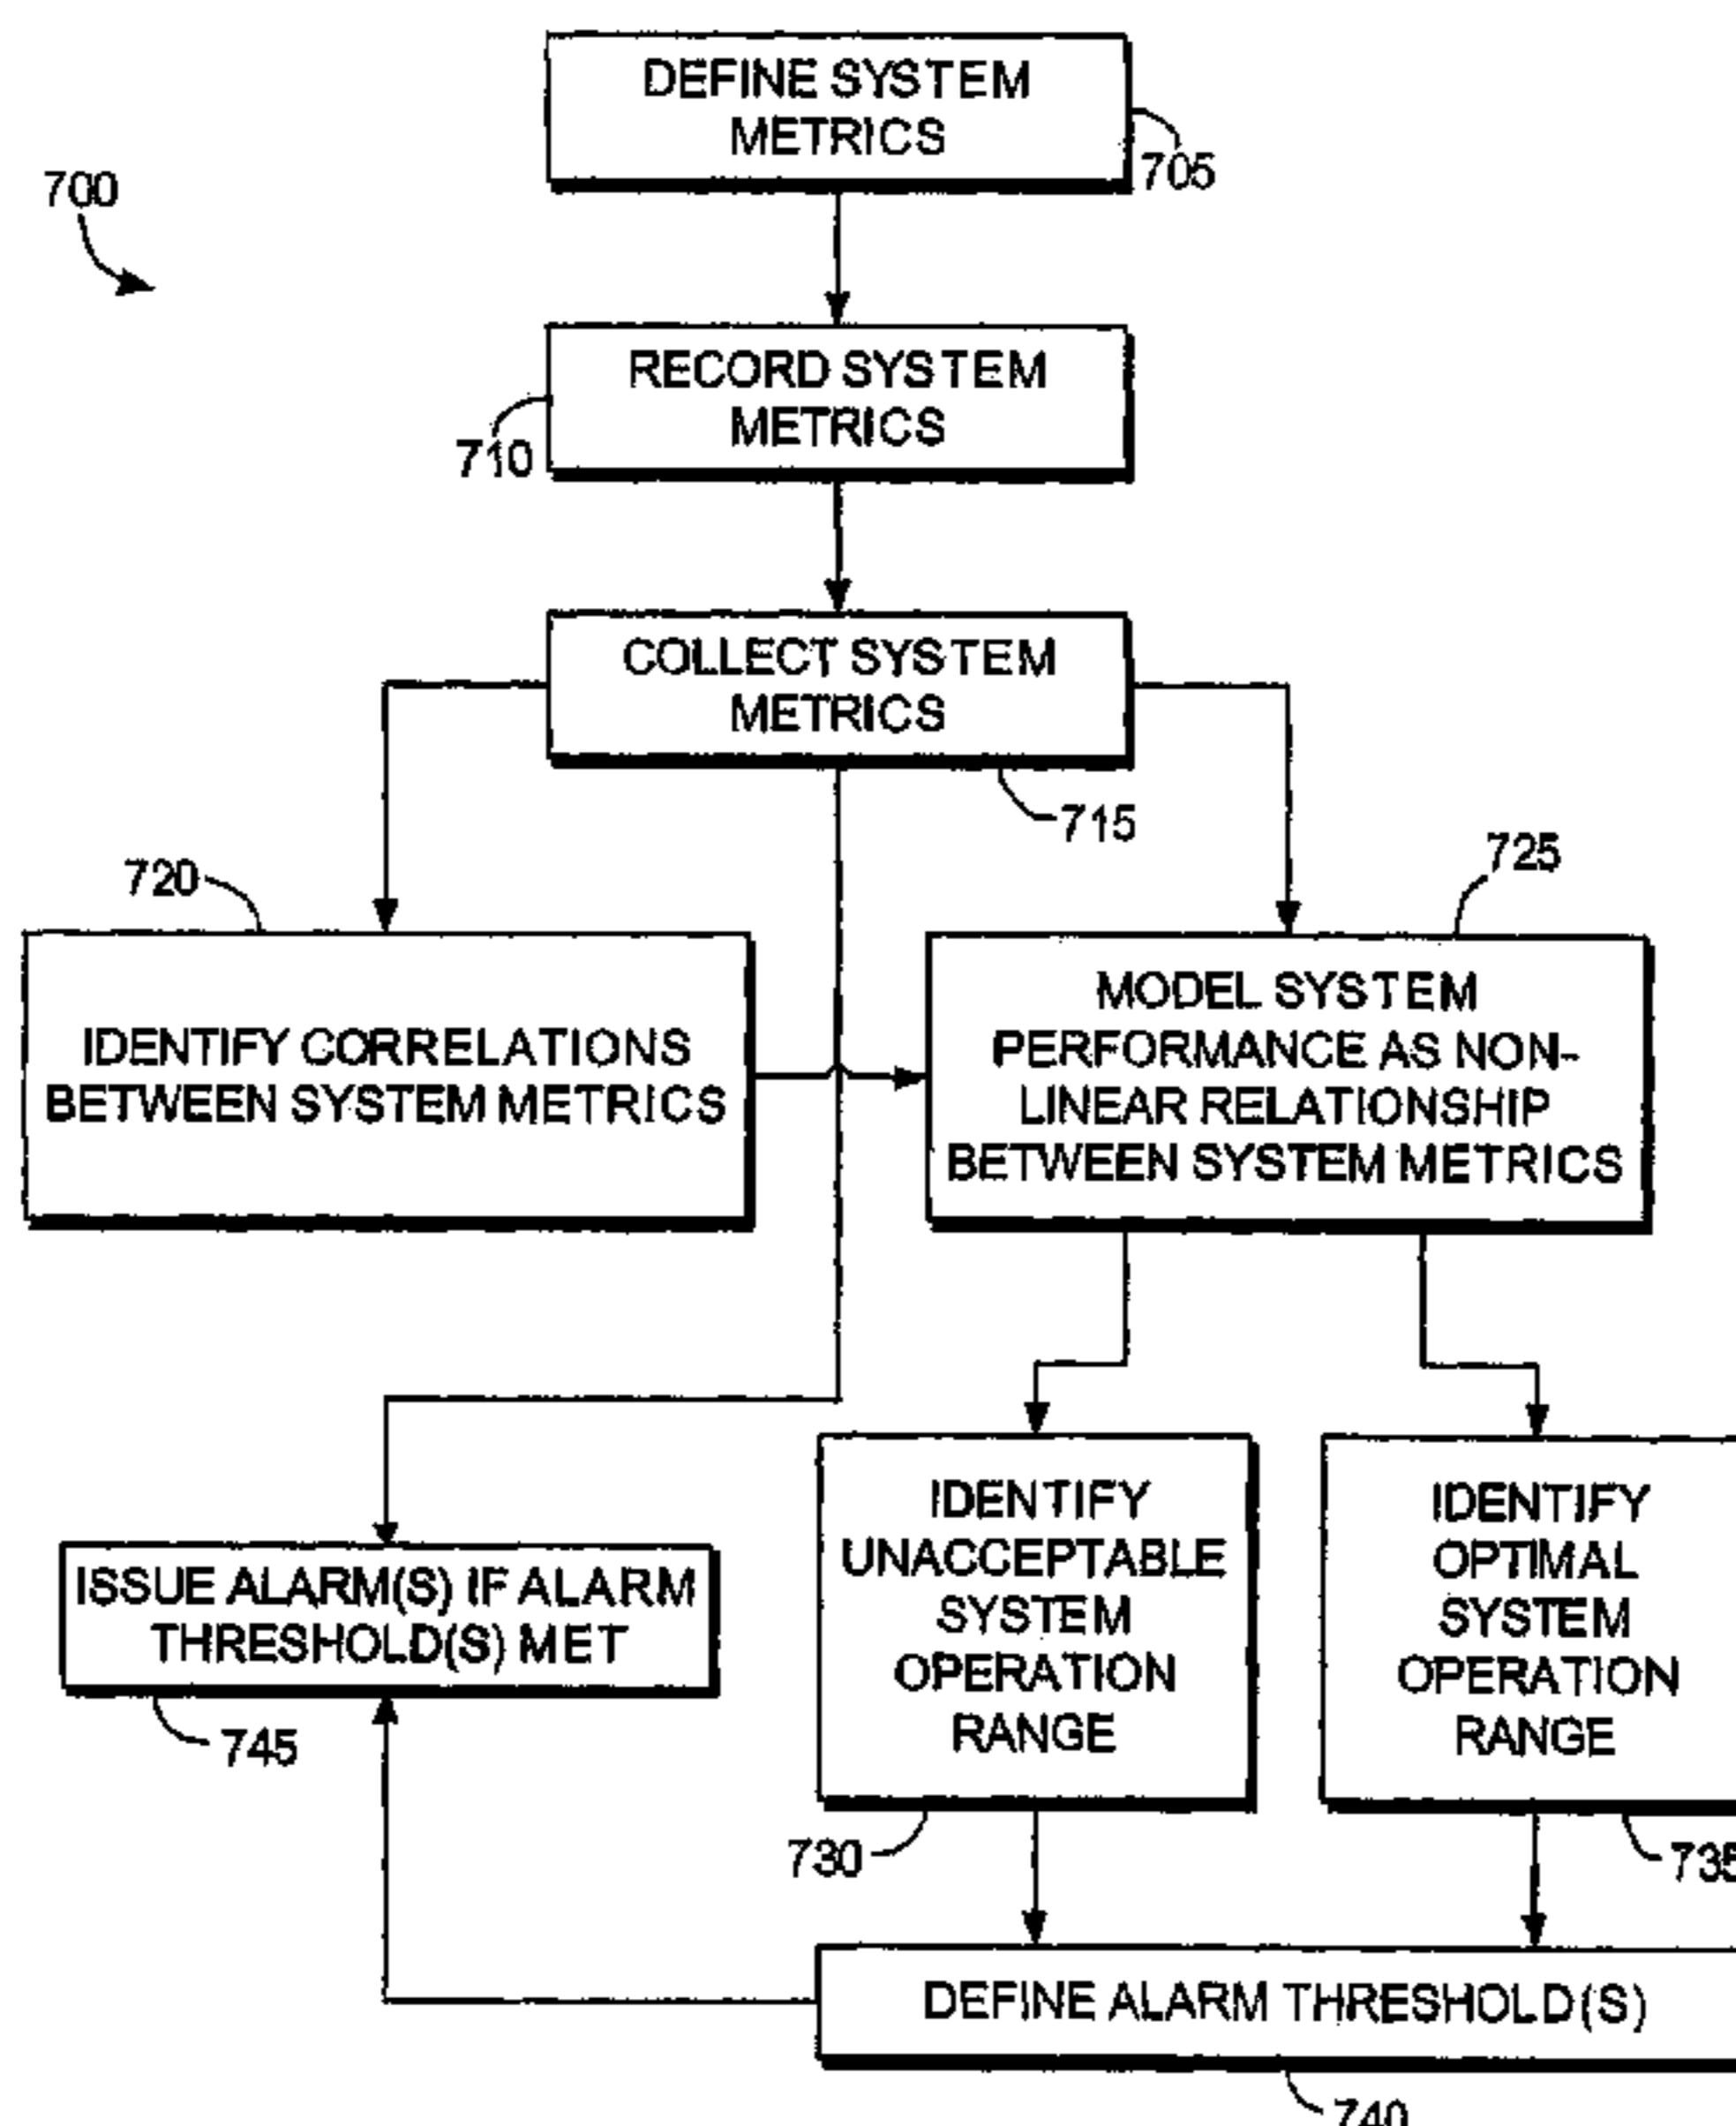 DEFINE SYSTEM
METRICS
705
700
RECORD SYSTEM
METRICS
710
COLLECT SYSTEM
METRICS
715
720
725
IDENTIFY CORRELATIONS
BETWEEN SYSTEM METRICS
MODEL SYSTEM
PERFORMANCE AS NON-
LINEAR RELATIONSHIP
BETWEEN SYSTEM METRICS
ISSUE ALARM(S) IF ALARM
THRESHOLD(S) MET
745
IDENTIFY
UNACCEPTABLE
SYSTEM
OPERATION
RANGE
730
IDENTIFY
OPTIMAL
SYSTEM
OPERATION
RANGE
735
DEFINE ALARM THRESHOLD(S)
740